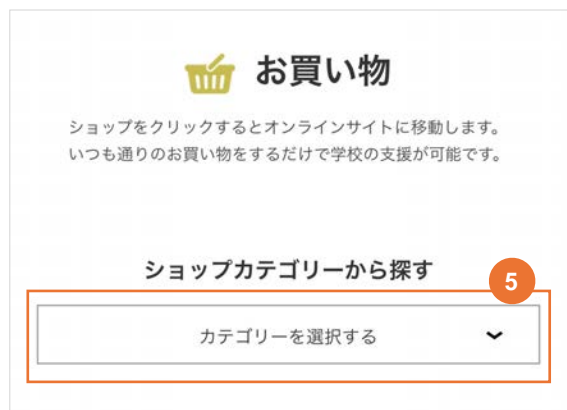 お買い物
ショップをクリックするとオンラインサイトに移動します。
いつも通りのお買い物をするだけで学校の支援が可能です。
ショップカテゴリーから探す
5
カテゴリーを選択する